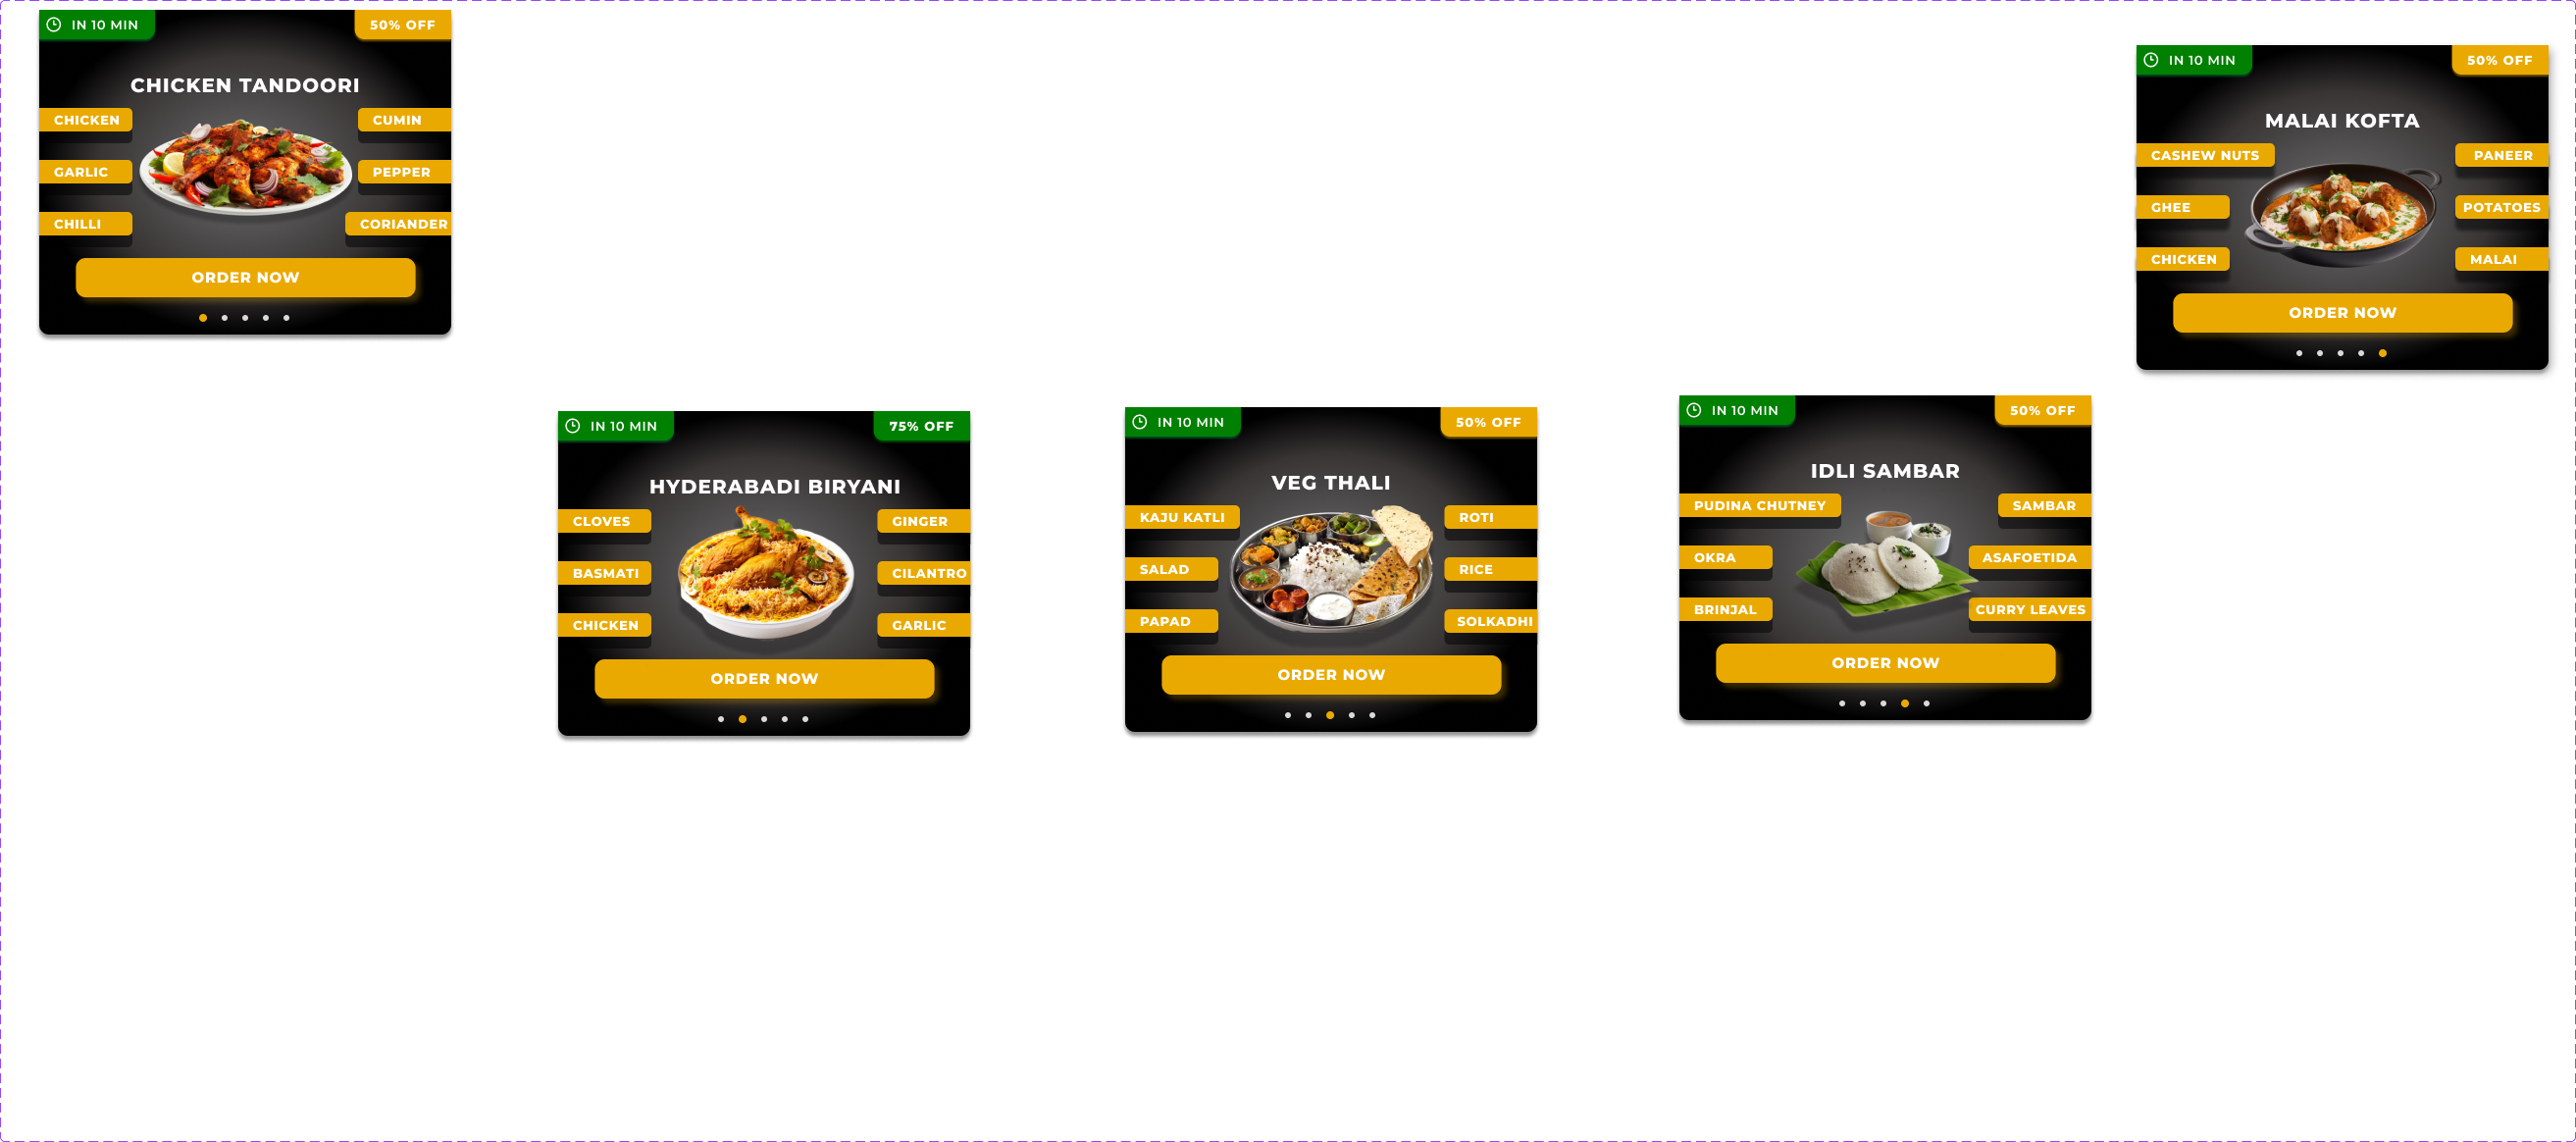 IN 10 MIN
50% OFF
CHICKEN TANDOORI
CHICKEN
CUMIN
GARLIC
PEPPER
CHILLI
CORIANDER
ORDER NOW
IN 10 MIN
75% OFF
HYDERABADI BIRYANI
CLOVES
GINGER
BASMATI
CILANTRO
CHICKEN
GARLIC
ORDER NOW
IN 10 MIN
50% OFF
VEG THALI
KAJU KATLI
ROTI
SALAD
RICE
PAPAD
SOLKADHI
ORDER NOW
IN 10 MIN
50% OFF
IDLI SAMBAR
PUDINA CHUTNEY
SAMBAR
OKRA
ASAFOETIDA
BRINJAL
CURRY LEAVES
ORDER NOW
IN 10 MIN
50% OFF
MALAI KOFTA
CASHEW NUTS
PANEER
GHEE
POTATOES
CHICKEN
MALAI
ORDER NOW